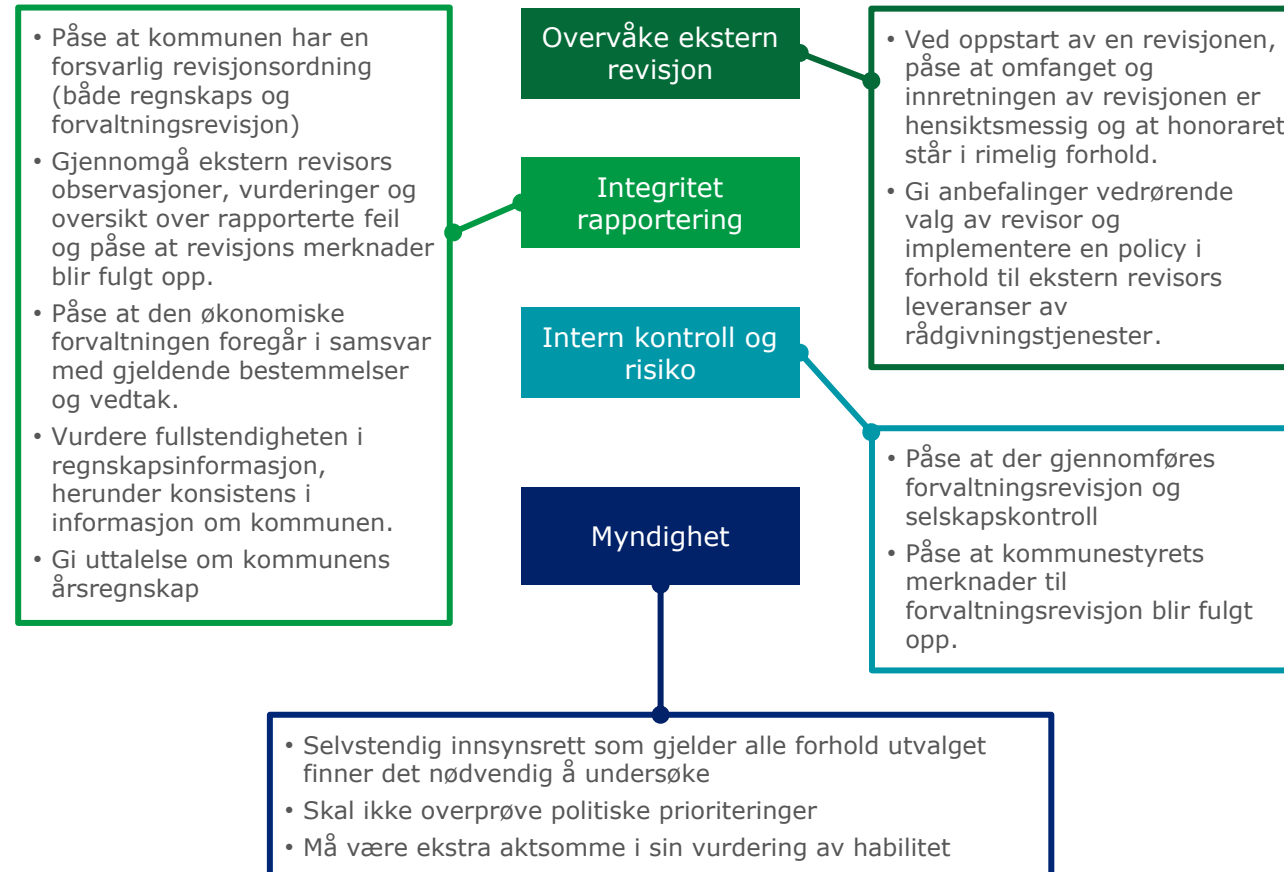 • Påse at kommunen har en
forsvarlig revisjonsordning
(både regnskaps og
forvaltningsrevisjon)
• Gjennomgå ekstern revisors
observasjoner, vurderinger og
oversikt over rapporterte feil
og påse at revisjons merknader
blir fulgt opp.
• Påse at den økonomiske
forvaltningen foregår i samsvar
med gjeldende bestemmelser
og vedtak.
• Vurdere fullstendigheten i
regnskapsinformasjon,
herunder konsistens i
informasjon om kommunen.
• Gi uttalelse om kommunens
årsregnskap
Overvåke ekstern
revisjon
Integritet
rapportering
Intern kontroll og
risiko
Myndighet
• Ved oppstart av en revisjonen,
påse at omfanget og
innretningen av revisjonen er
hensiktsmessig og at honoraret
står i rimelig forhold.
• Gi anbefalinger vedrørende
valg av revisor og
implementere en policy i
forhold til ekstern revisors
leveranser av
rådgivningstjenester.
• Påse at der gjennomføres
forvaltningsrevisjon og
selskapskontroll
• Påse at kommunestyrets
merknader til
forvaltningsrevisjon blir fulgt
opp.
• Selvstendig innsynsrett som gjelder alle forhold utvalget
finner det nødvendig å undersøke
• Skal ikke overprøve politiske prioriteringer
• Må være ekstra aktsomme i sin vurdering av habilitet